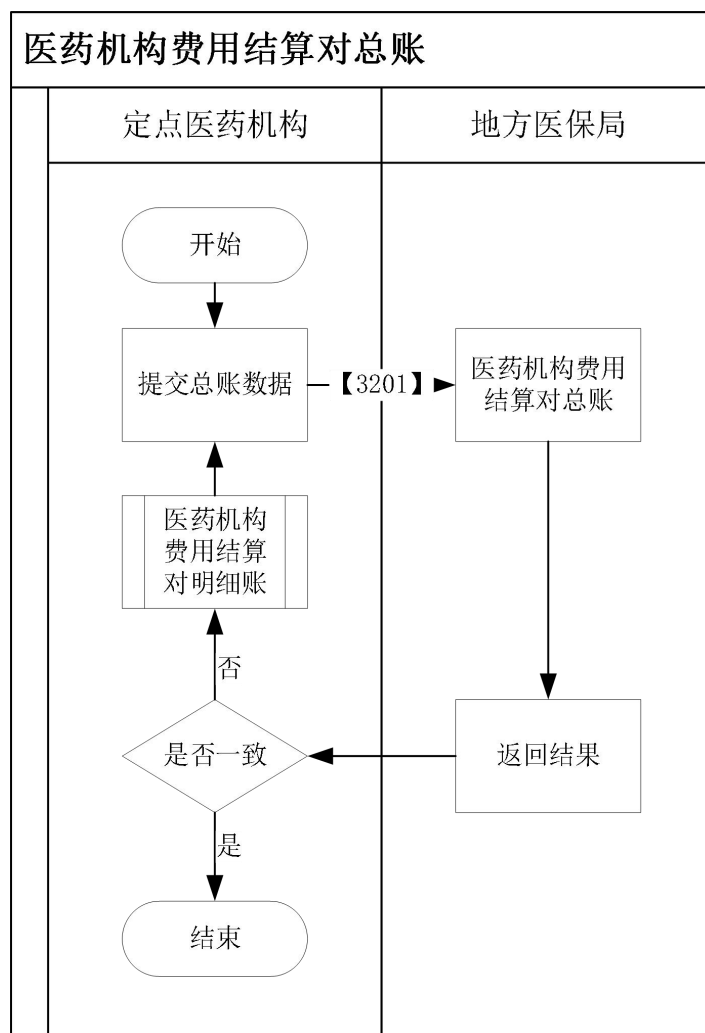 医药机构费用结算对总账
定点医药机构
地方医保局
开始
提交总账数据
【3201】
医药机构费用
结算对总账
医药机构
费用结算
对明细账
否
是否一致
返回结果
是
结束